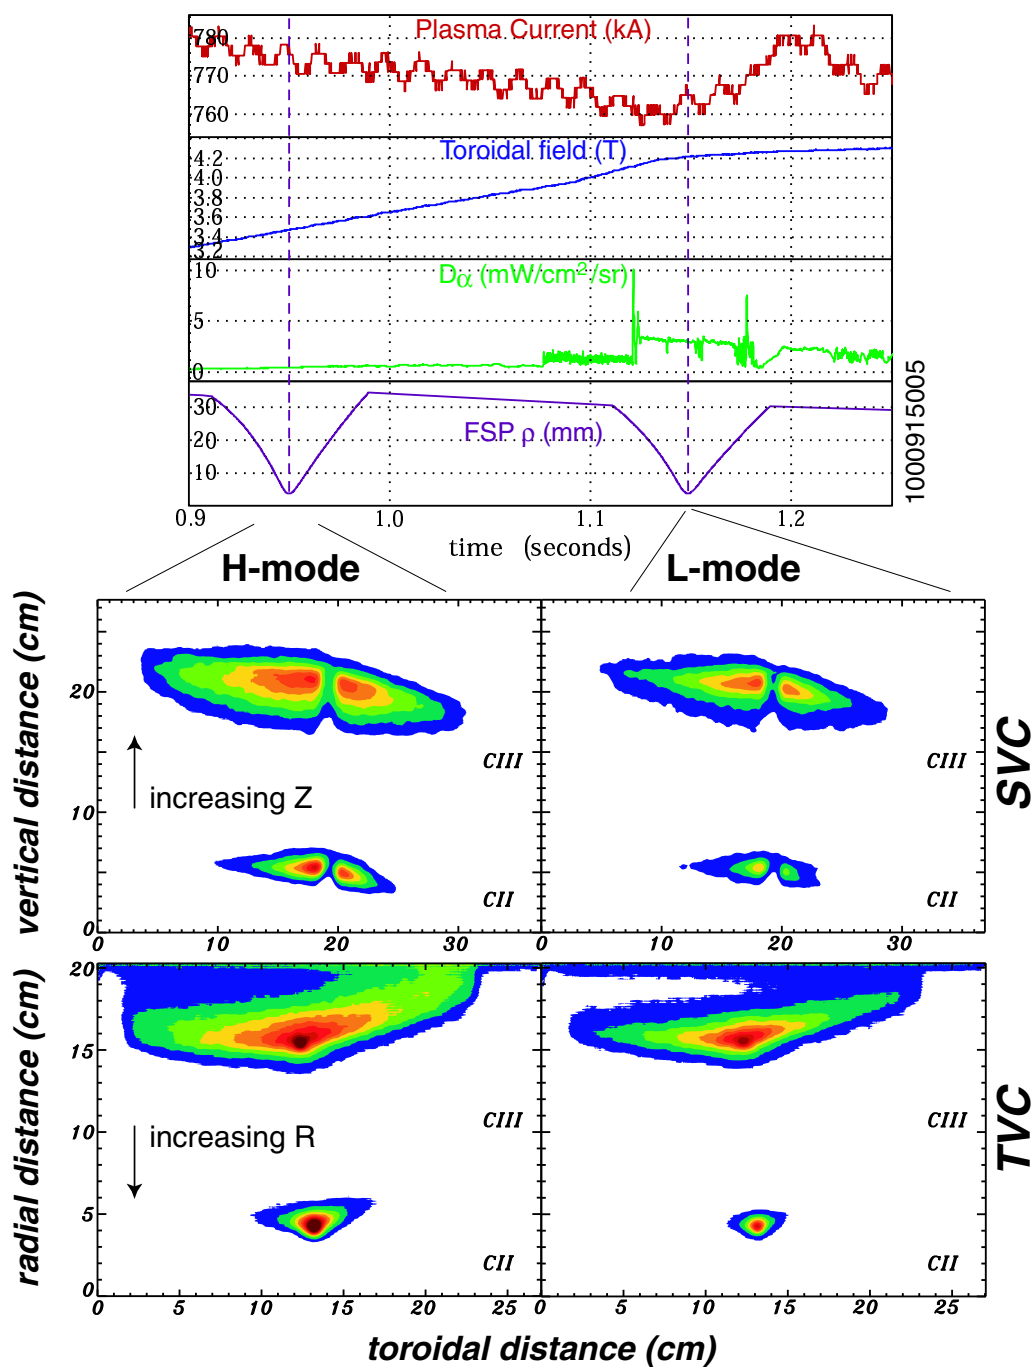 Plasma Current (kA)
780
770
760
Toroidal field (T)
4.2
4.0
3.8
3.6
3.4
3.2
Dα (mW/cm²/sr)
10
5
0
FSP ρ (mm)
30
20
10
0.9 1.0 1.1 1.2
time (seconds)
1000915005
H-mode L-mode
vertical distance (cm)
20
10
0
CIII CIII
increasing Z
CII CII
SVC
0 10 20 30 0 10 20 30
radial distance (cm)
20
15
10
5
0
CIII CIII
increasing R
CII CII
TVC
0 5 10 15 20 25 5 10 15 20 25
toroidal distance (cm)